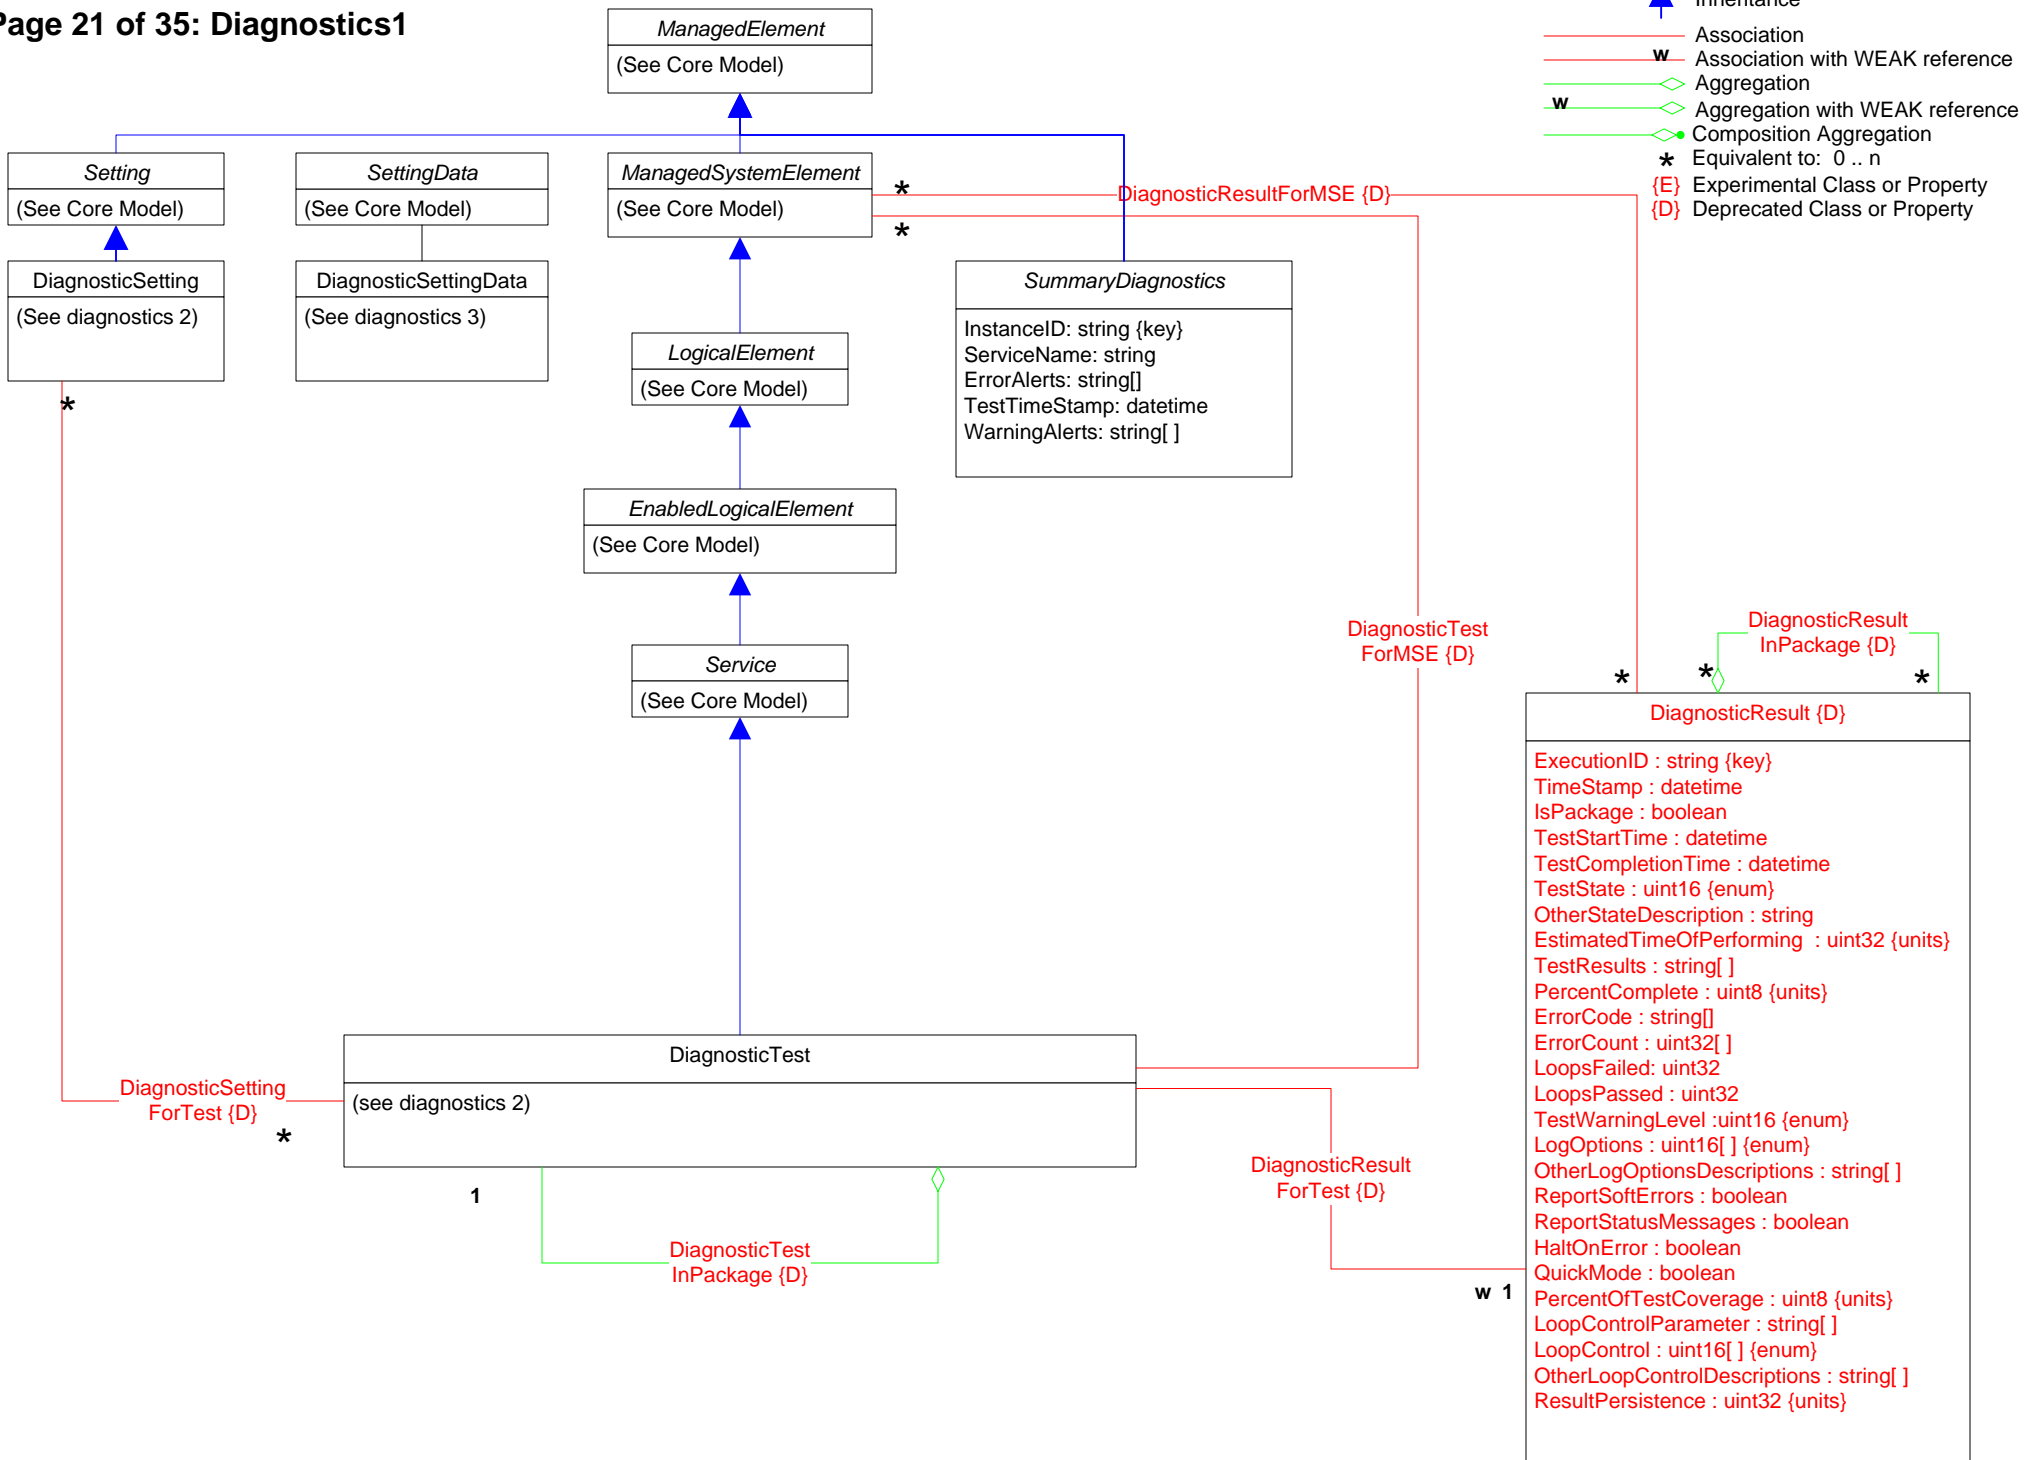 Page 21 of 35: Diagnostics1
Inheritance
Association
w Association with WEAK reference
Aggregation
w Aggregation with WEAK reference
Composition Aggregation
* Equivalent to: 0 .. n
{E} Experimental Class or Property
{D} Deprecated Class or Property
ManagedElement
(See Core Model)
Setting
(See Core Model)
SettingData
(See Core Model)
ManagedSystemElement
(See Core Model)
*
*
DiagnosticResultForMSE {D}
DiagnosticSetting
(See diagnostics 2)
*
DiagnosticSettingData
(See diagnostics 3)
SummaryDiagnostics
InstanceID: string {key}
ServiceName: string
ErrorAlerts: string[]
TestTimeStamp: datetime
WarningAlerts: string[ ]
LogicalElement
(See Core Model)
EnabledLogicalElement
(See Core Model)
Service
(See Core Model)
DiagnosticTest
ForMSE {D}
DiagnosticResult
InPackage {D}
*
*
*
DiagnosticResult {D}
ExecutionID : string {key}
TimeStamp : datetime
IsPackage : boolean
TestStartTime : datetime
TestCompletionTime : datetime
TestState : uint16 {enum}
OtherStateDescription : string
EstimatedTimeOfPerforming : uint32 {units}
TestResults : string[ ]
PercentComplete : uint8 {units}
ErrorCode : string[]
ErrorCount : uint32[ ]
LoopsFailed: uint32
LoopsPassed : uint32
TestWarningLevel :uint16 {enum}
LogOptions : uint16[ ] {enum}
OtherLogOptionsDescriptions : string[ ]
ReportSoftErrors : boolean
ReportStatusMessages : boolean
HaltOnError : boolean
QuickMode : boolean
PercentOfTestCoverage : uint8 {units}
LoopControlParameter : string[ ]
LoopControl : uint16[ ] {enum}
OtherLoopControlDescriptions : string[ ]
ResultPersistence : uint32 {units}
DiagnosticTest
(see diagnostics 2)
DiagnosticSetting
ForTest {D}
*
1
DiagnosticTest
InPackage {D}
DiagnosticResult
ForTest {D}
w 1